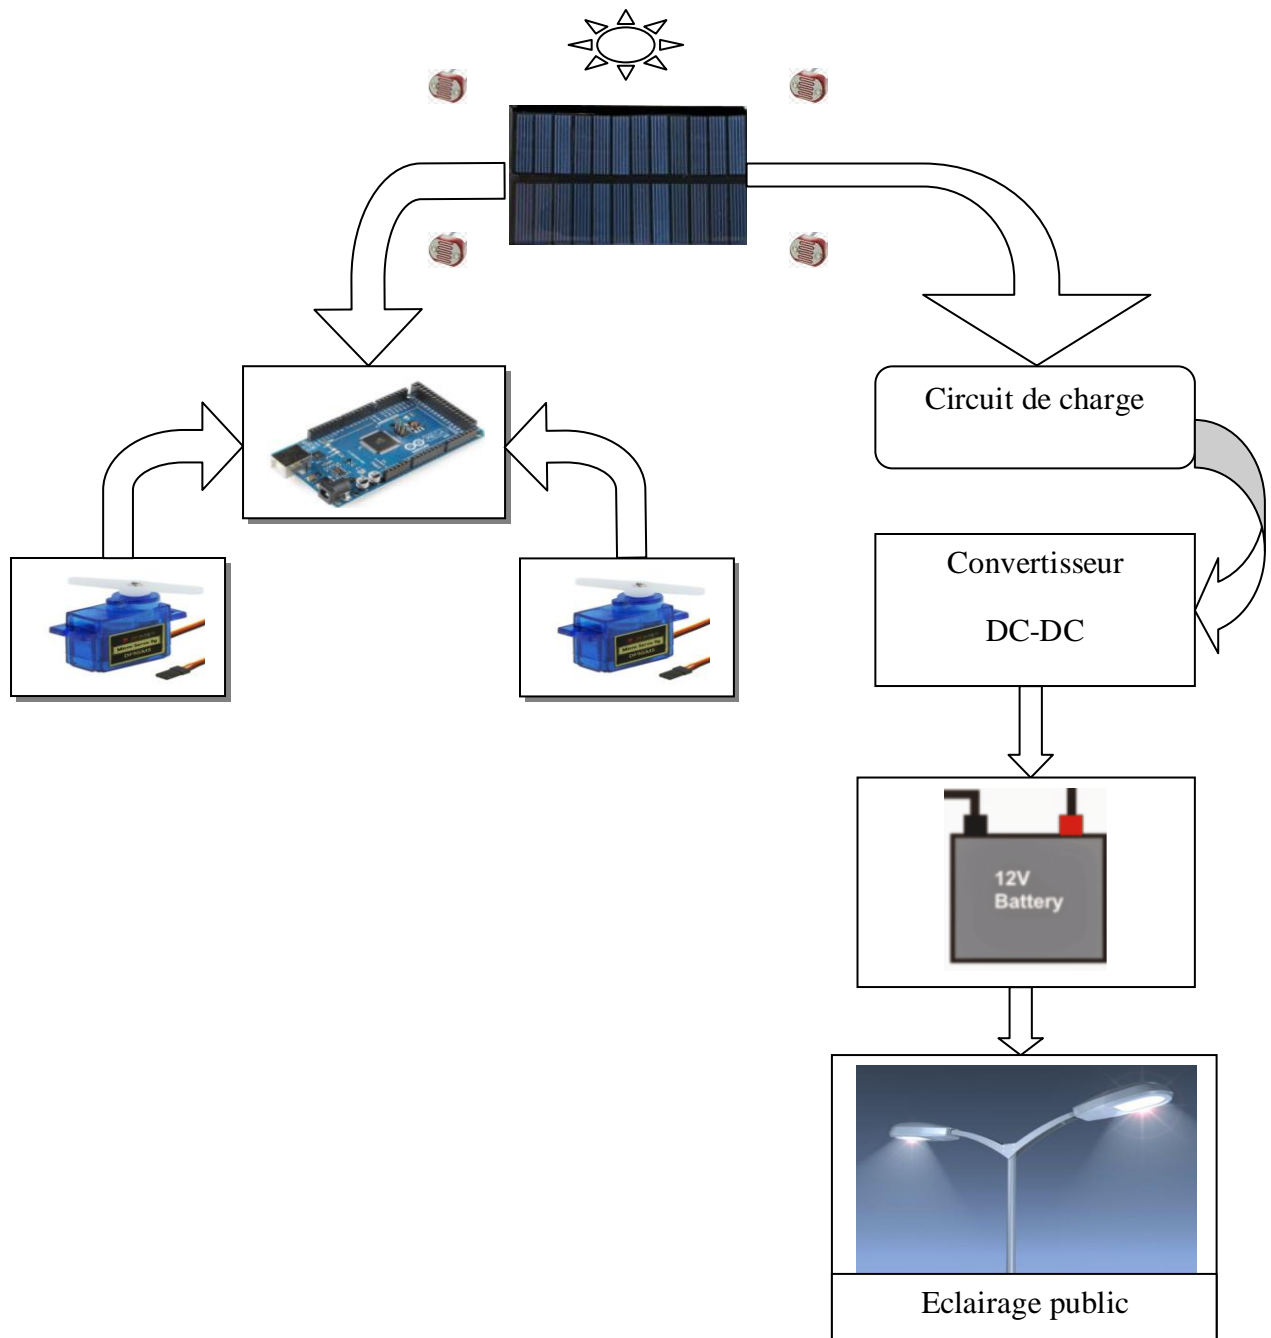 Circuit de charge
Convertisseur
DC-DC
12V
Battery
Eclairage public